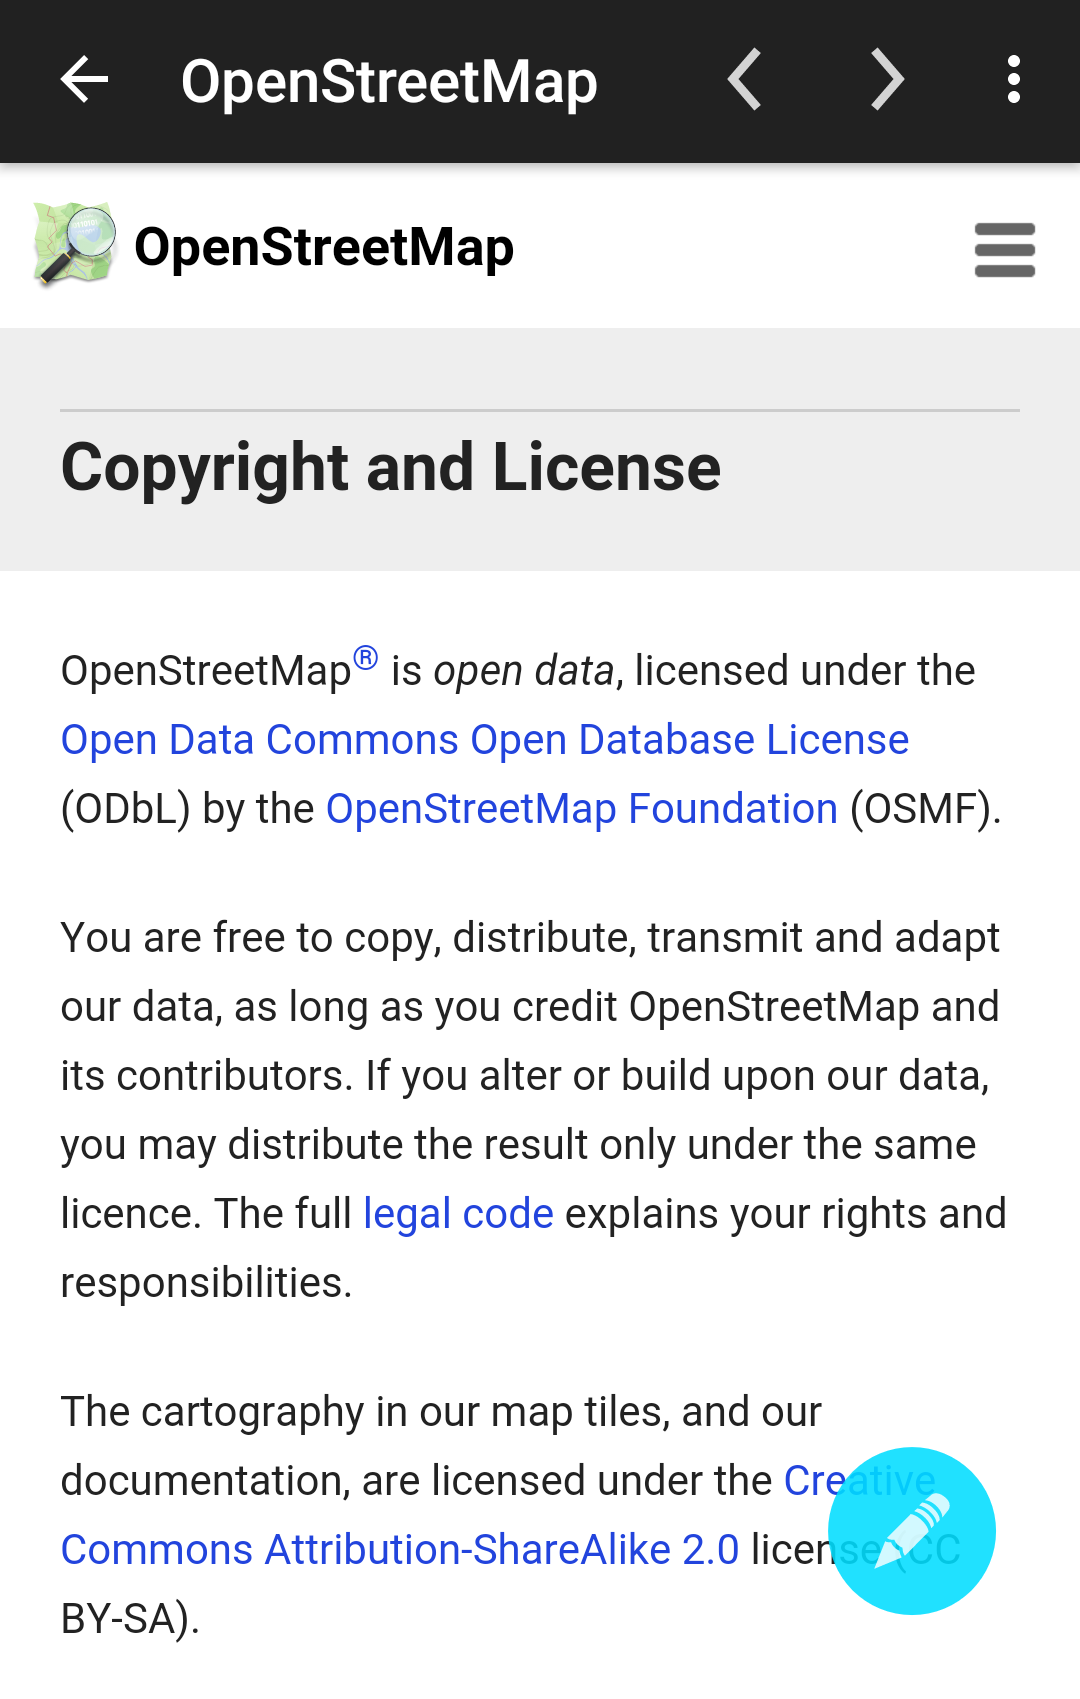 OpenStreetMap
OpenStreetMap
Copyright and License
OpenStreetMap® is open data, licensed under the
Open Data Commons Open Database License
(ODbL) by the OpenStreetMap Foundation (OSMF).
You are free to copy, distribute, transmit and adapt
our data, as long as you credit OpenStreetMap and
its contributors. If you alter or build upon our data,
you may distribute the result only under the same
licence. The full legal code explains your rights and
responsibilities.
The cartography in our map tiles, and our
documentation, are licensed under the Creative
Commons Attribution-ShareAlike 2.0 license (CC
BY-SA).